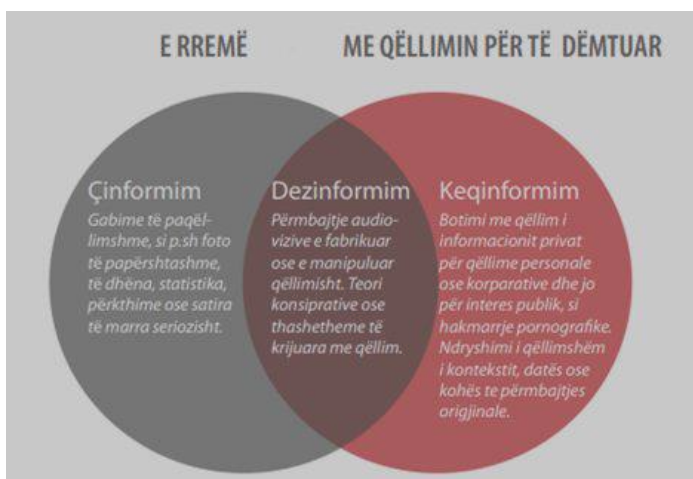 E RREMË
ME QËLLIMIN PËR TË DËMTUAR
Çinformim
Gabime të paqël-
limshme, si p.sh foto
të papërshtashme,
të dhëna, statistika,
përkthime ose satira
të marra seriozisht.
Dezinformim
Përmbajtje audio-
vizive e fabrikuar
ose e manipuluar
qëllimisht. Teori
konsiprative ose
thashetheme të
krijuara me qëllim.
Keqinformim
Botimi me qëllim i
informacionit privat
për qëllime personale
ose korporative dhe jo
për interes publik, si
hakmarrje pornografike.
Ndryshimi i qëllimshëm
i kontekstit, datës ose
kohës te përmbajtjes
origjinale.